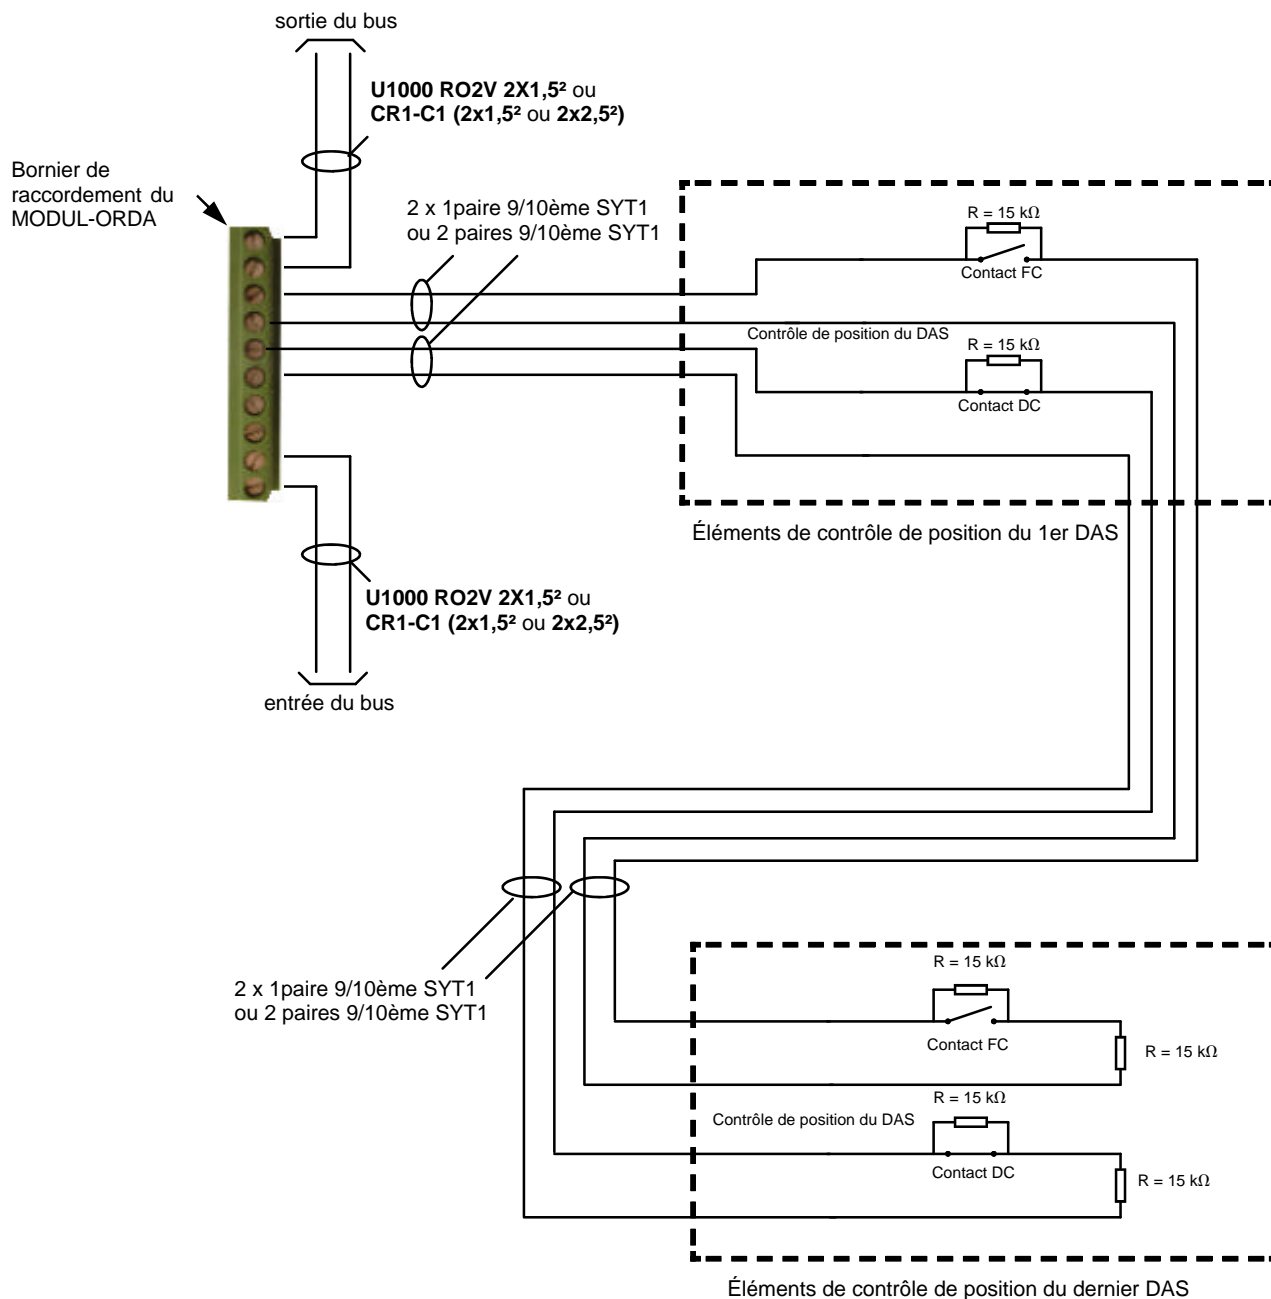 sortie du bus
U1000 RO2V 2X1,5² ou
CR1-C1 (2x1,5² ou 2x2,5²)
Bornier de
raccordement du
MODUL-ORDA
2 x 1paire 9/10ème SYT1
ou 2 paires 9/10ème SYT1
R = 15 kΩ
Contact FC
Contrôle de position du DAS
R = 15 kΩ
Contact DC
Éléments de contrôle de position du 1er DAS
U1000 RO2V 2X1,5² ou
CR1-C1 (2x1,5² ou 2x2,5²)
entrée du bus
2 x 1paire 9/10ème SYT1
ou 2 paires 9/10ème SYT1
R = 15 kΩ
Contact FC
R = 15 kΩ
R = 15 kΩ
Contrôle de position du DAS
Contact DC
R = 15 kΩ
Éléments de contrôle de position du dernier DAS